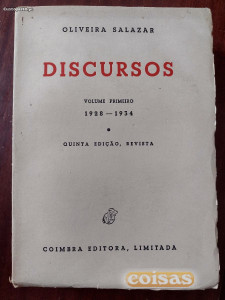 OLIVEIRA SALAZAR
DISCURSOS
VOLUME PRIMEIRO
1928 — 1934
QUINTA EDIÇÃO, REVISTA
COIMBRA EDITORA, LIMITADA
coisas